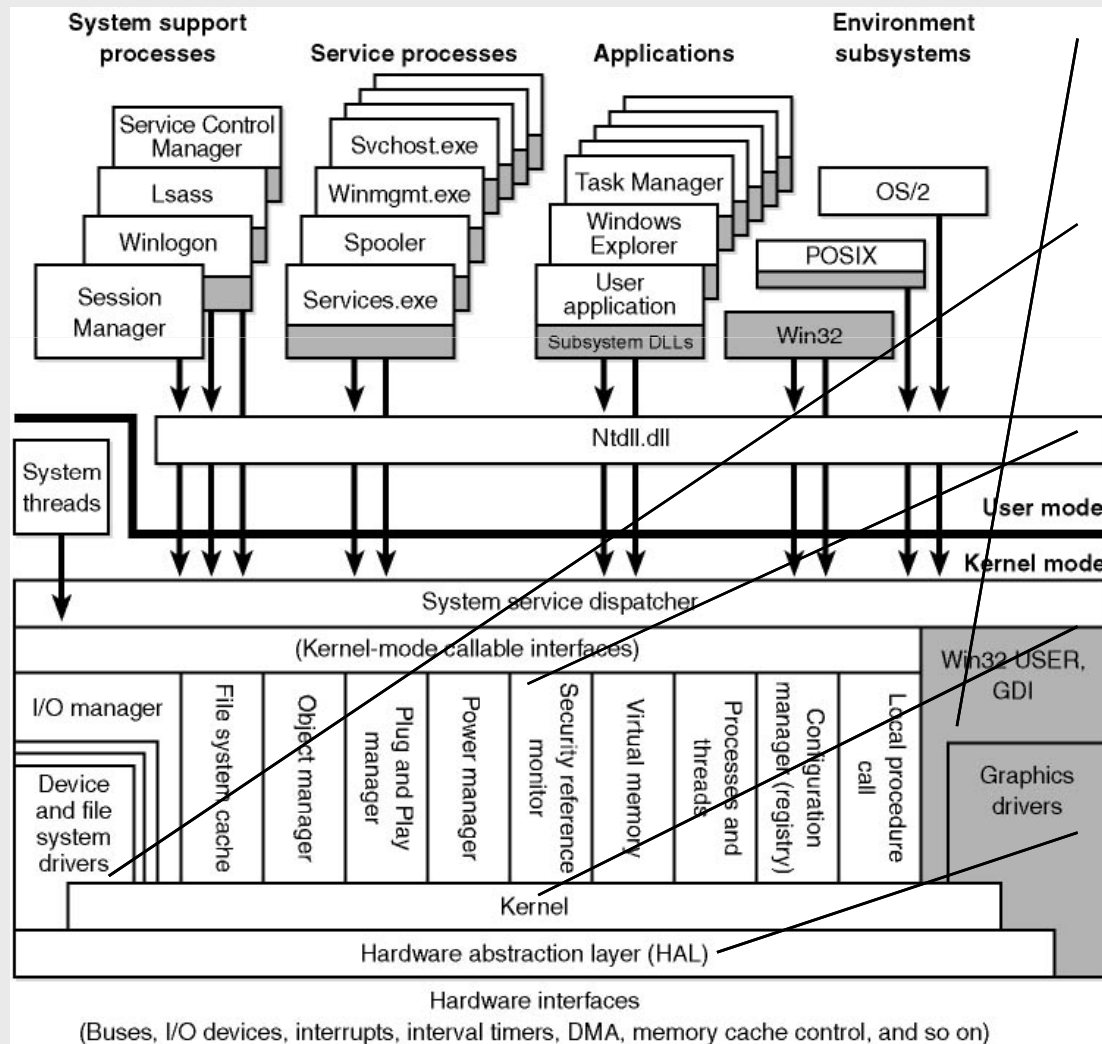 System support
processes
Service processes
Applications
Environment
subsystems
Service Control
Manager
Lsass
Winlogon
Session
Manager
Svchost.exe
Winmgmt.exe
Spooler
Services.exe
Task Manager
Windows
Explorer
User
application
Subsystem DLLs
OS/2
POSIX
Win32
Ntdll.dll
System
threads
User mode
Kernel mode
System service dispatcher
(Kernel-mode callable interfaces)
Win32 USER,
GDI
I/O manager
Device
and file
system
drivers
File system cache
Object manager
Plug and Play
manager
Power manager
Security reference
monitor
Virtual memory
Processes and
threads
Configuration
manager (registry)
Local procedure
call
Graphics
drivers
Kernel
Hardware abstraction layer (HAL)
Hardware interfaces
(Buses, I/O devices, interrupts, interval timers, DMA, memory cache control, and so on)